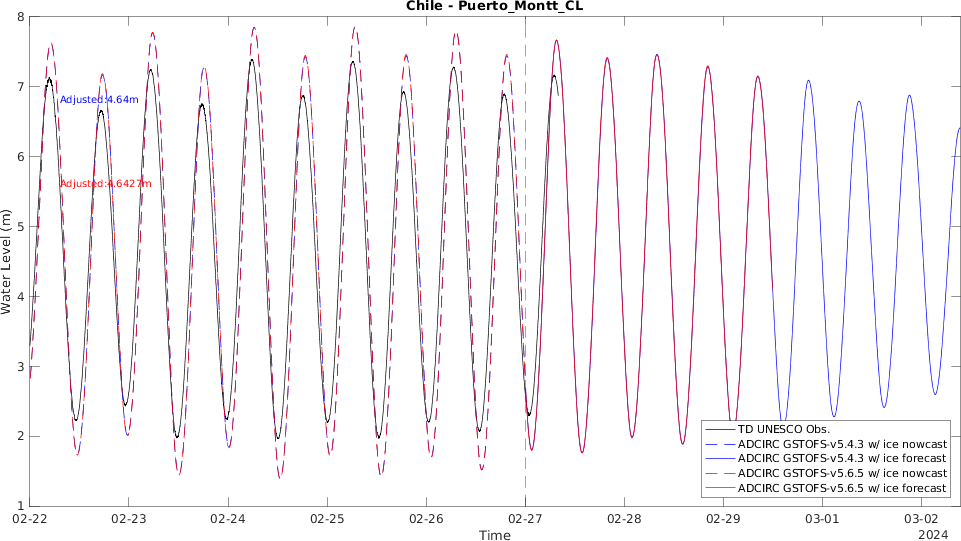 Chile - Puerto_Montt_CL
8
7
6
5
4
3
2
1
Water Level (m)
Adjusted:4.64m
Adjusted:4.6427m
TD UNESCO Obs.
ADCIRC GSTOFS-v5.4.3 w/ ice nowcast
ADCIRC GSTOFS-v5.4.3 w/ ice forecast
ADCIRC GSTOFS-v5.6.5 w/ ice nowcast
ADCIRC GSTOFS-v5.6.5 w/ ice forecast
02-22 02-23 02-24 02-25 02-26 02-27 02-28 02-29 03-01 03-02
Time
2024